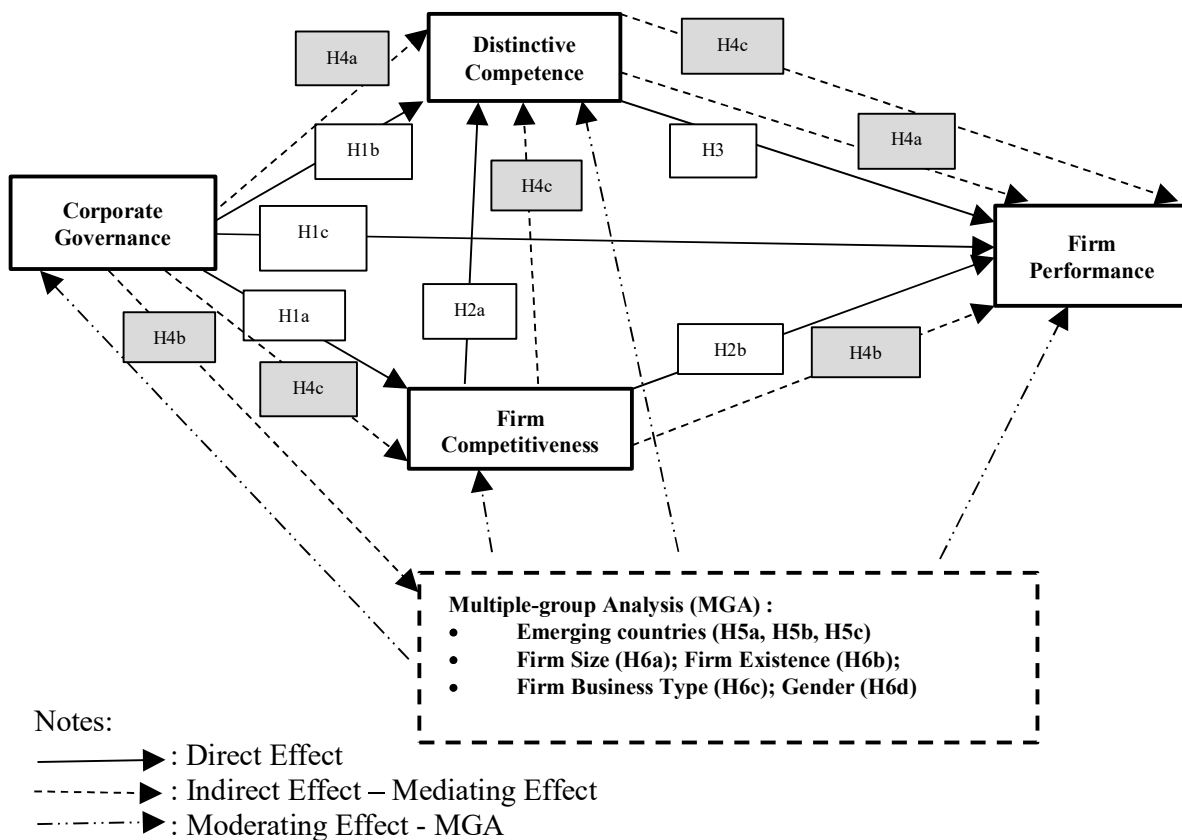 Distinctive
Competence
H4c
H4a
H1b
H3
H4a
H4c
Corporate
Governance
H1c
Firm
Performance
H1a
H2a
H4b
H2b
H4b
H4c
Firm
Competitiveness
Multiple-group Analysis (MGA) :
• Emerging countries (H5a, H5b, H5c)
• Firm Size (H6a); Firm Existence (H6b);
• Firm Business Type (H6c); Gender (H6d)
Notes:
: Direct Effect
: Indirect Effect – Mediating Effect
: Moderating Effect - MGA